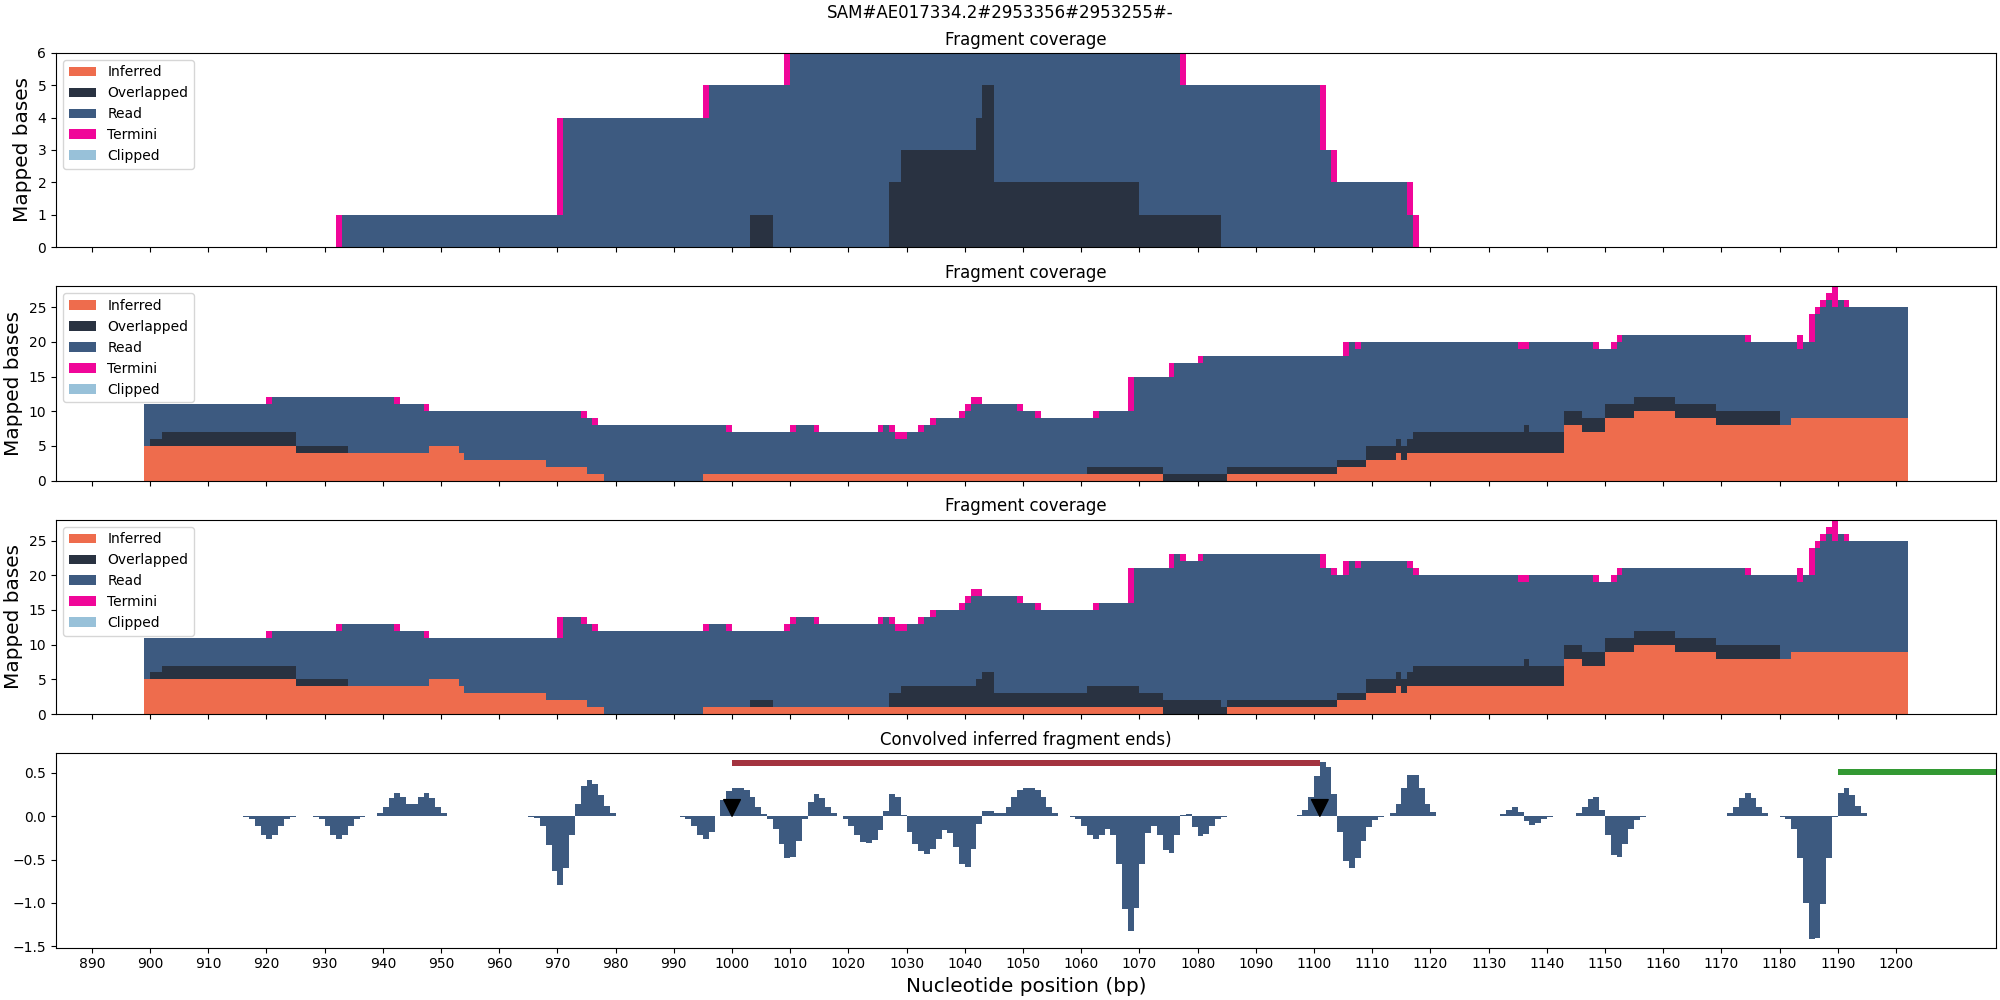 SAM#AE017334.2#2953356#2953255#-
Fragment coverage
Mapped bases
6
5
4
3
2
1
0
Inferred
Overlapped
Read
Termini
Clipped
Fragment coverage
Mapped bases
25
20
15
10
5
0
Inferred
Overlapped
Read
Termini
Clipped
Fragment coverage
Mapped bases
25
20
15
10
5
0
Inferred
Overlapped
Read
Termini
Clipped
Convolved inferred fragment ends)
0.5
0.0
−0.5
−1.0
−1.5
890 900 910 920 930 940 950 960 970 980 990 1000 1010 1020 1030 1040 1050 1060 1070 1080 1090 1100 1110 1120 1130 1140 1150 1160 1170 1180 1190 1200
Nucleotide position (bp)